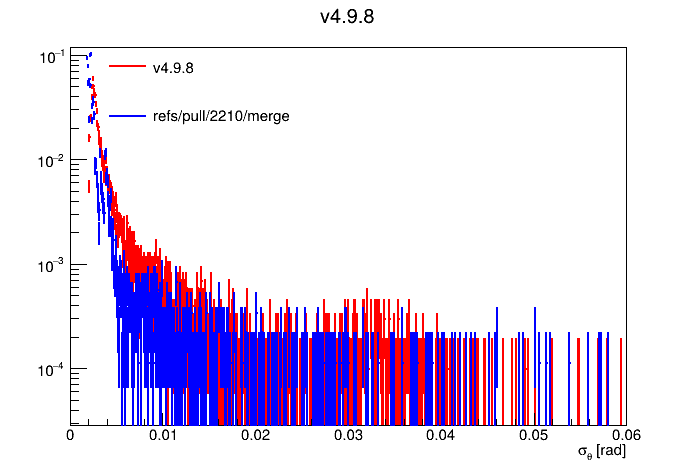 v4.9.8
10⁻¹
v4.9.8
refs/pull/2210/merge
10⁻²
10⁻³
10⁻⁴
0 0.01 0.02 0.03 0.04 0.05 0.06
σ_θ [rad]